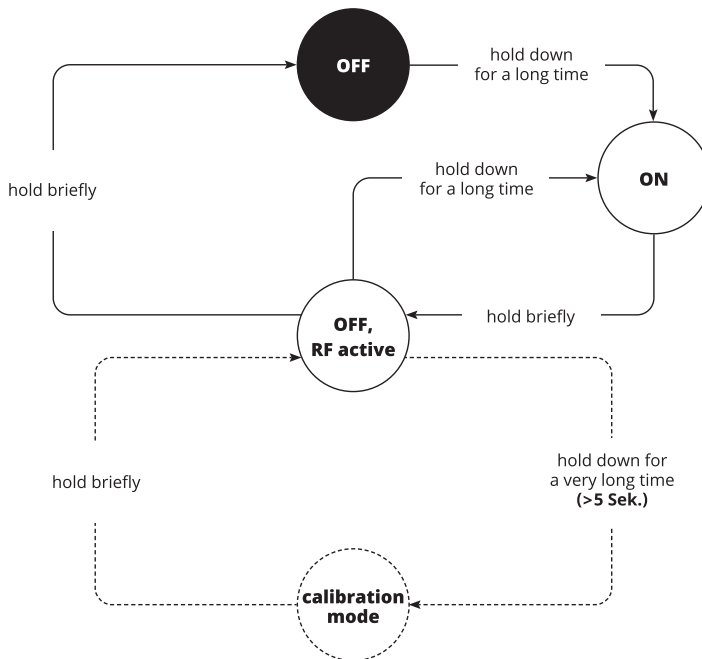 OFF
hold down
for a long time
hold down
for a long time
ON
hold briefly
OFF,
RF active
hold briefly
hold briefly
hold down for
a very long time
(>5 Sek.)
calibration
mode